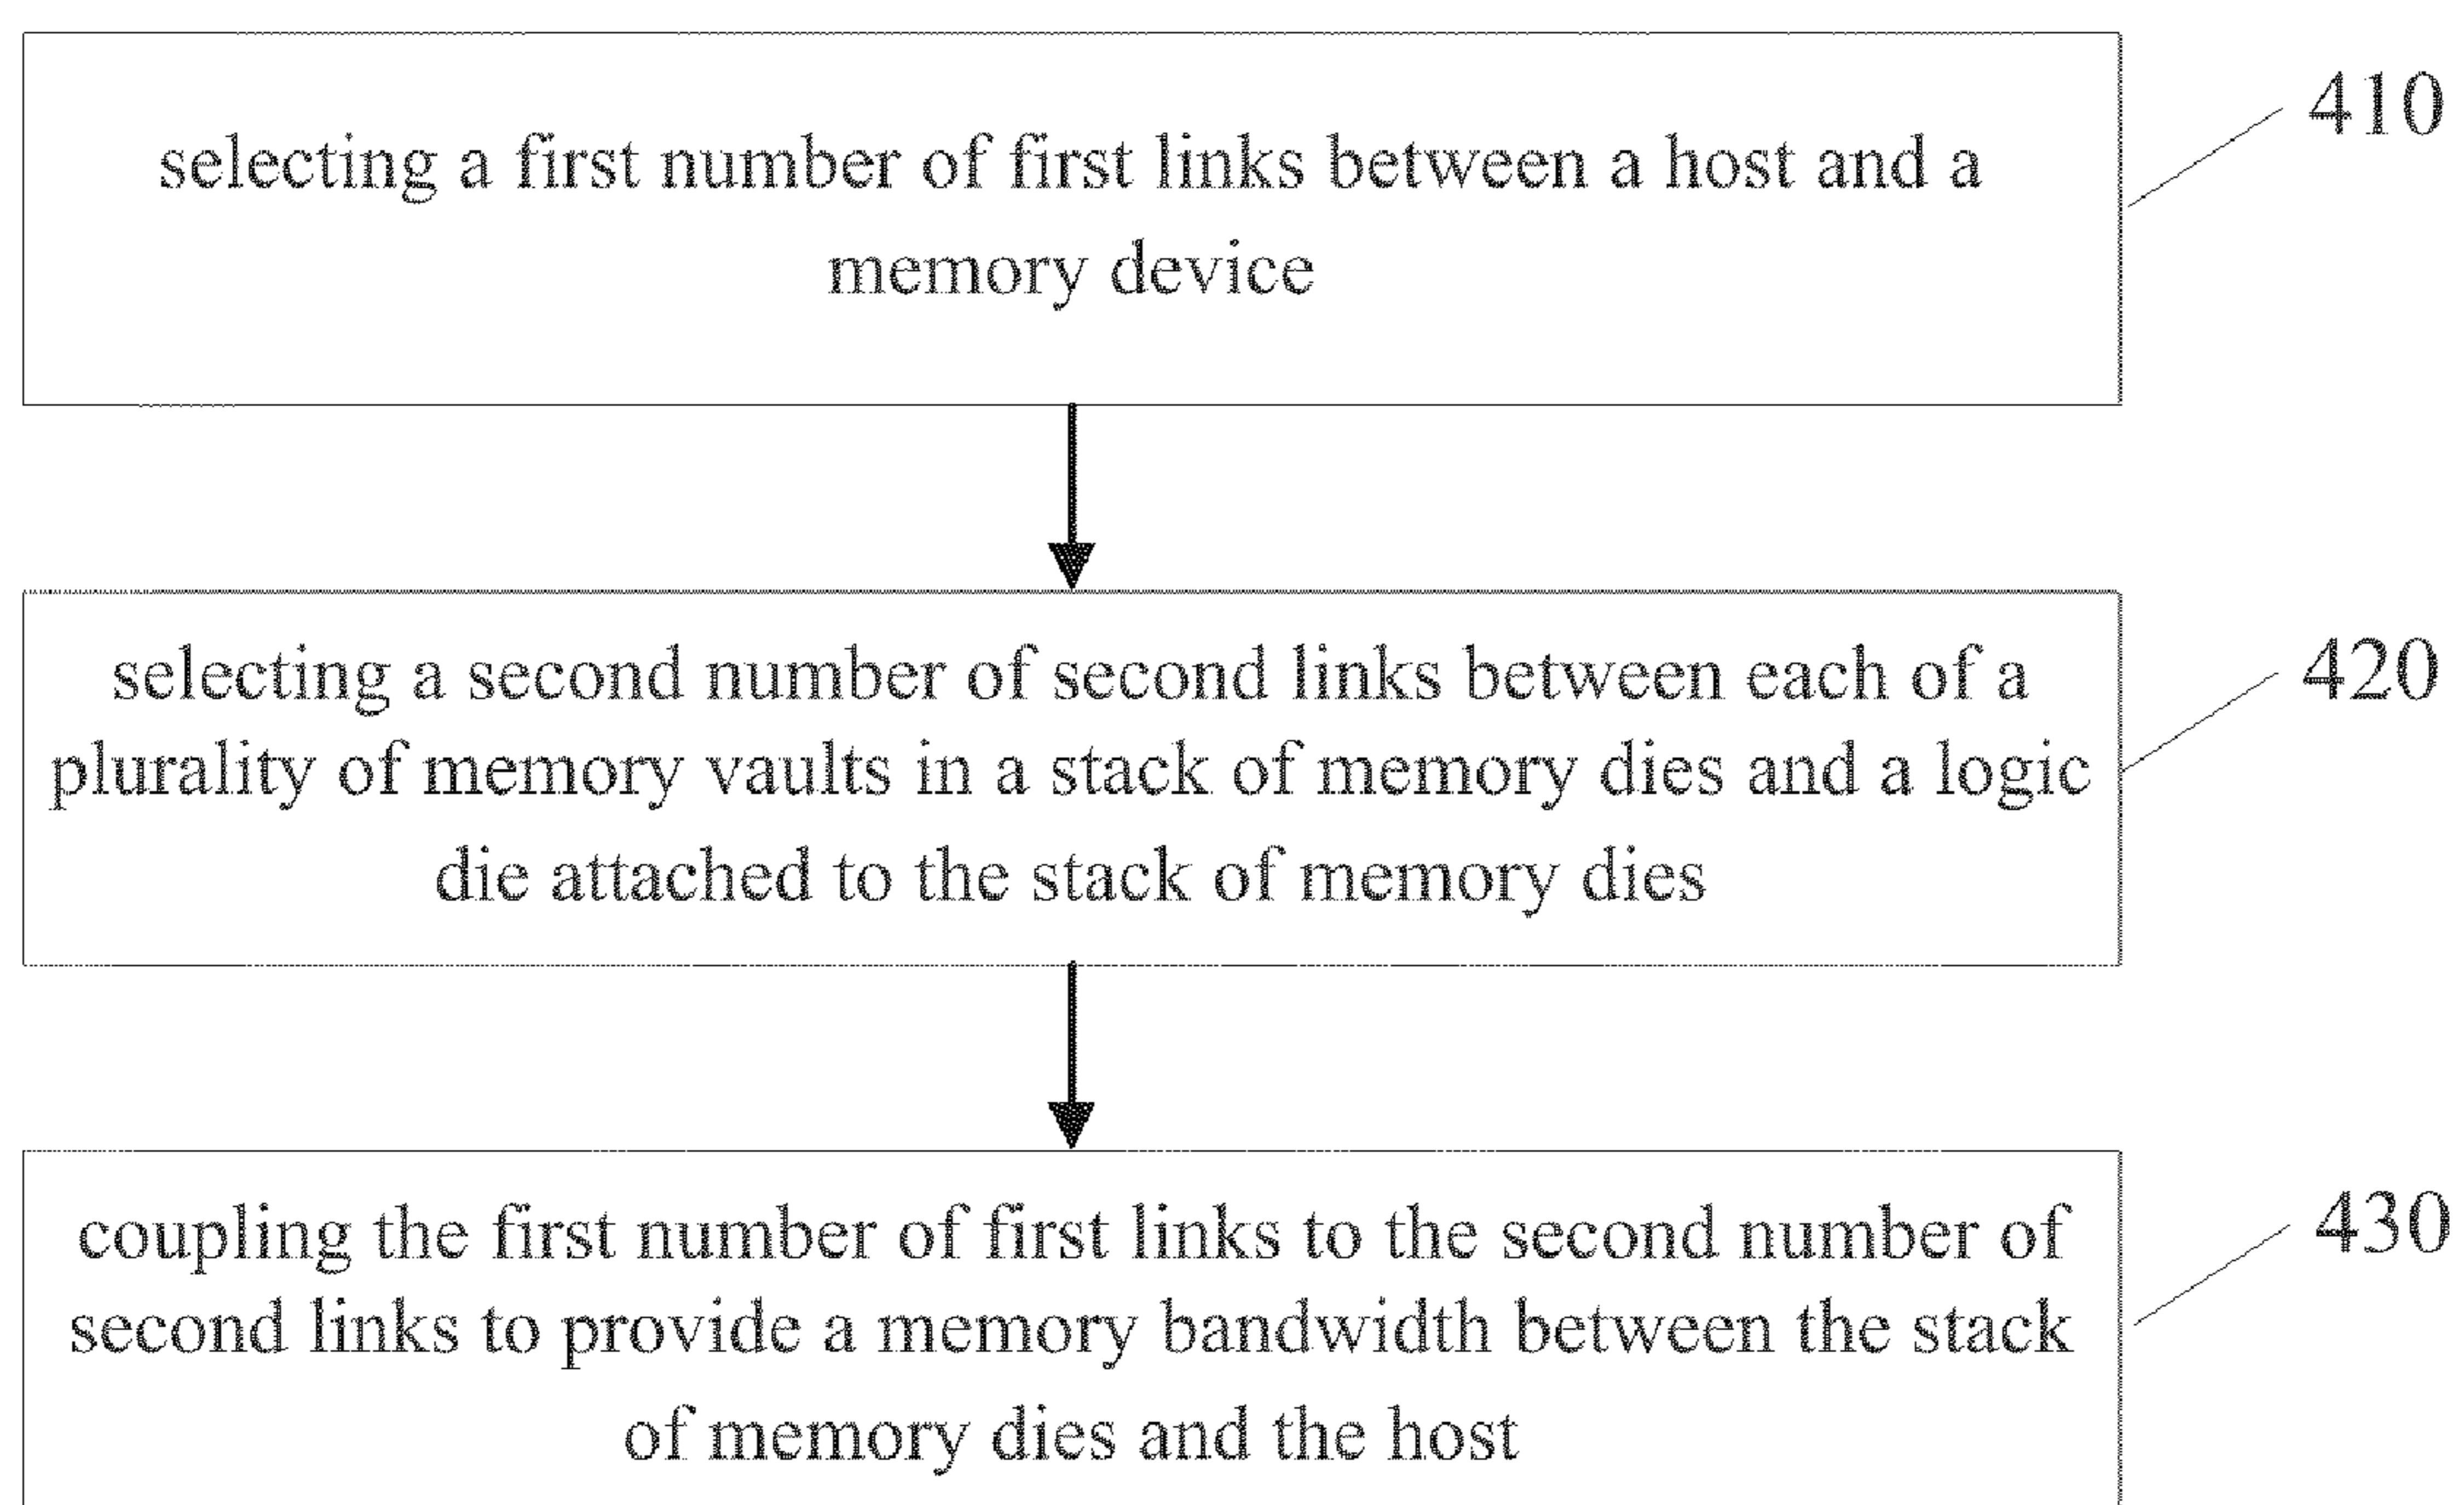 selecting a first number of first links between a host and a
memory device
410
selecting a second number of second links between each of a
plurality of memory vaults in a stack of memory dies and a logic
die attached to the stack of memory dies
420
coupling the first number of first links to the second number of
second links to provide a memory bandwidth between the stack
of memory dies and the host
430